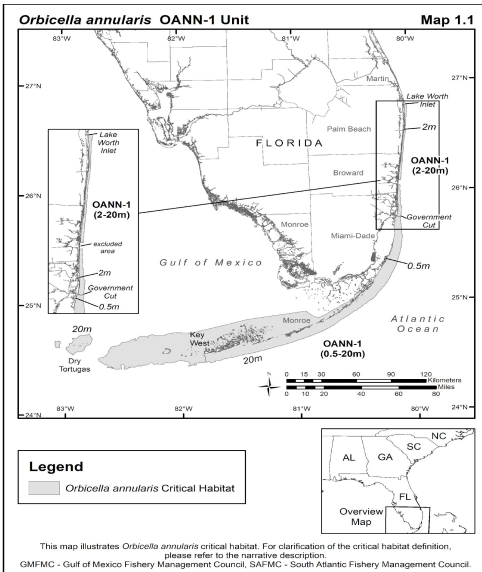 Orbicella annularis OANN-1 Unit Map 1.1
83°W 82°W 81°W 80°W
27°N 27°N
Martin
Lake Worth
Inlet
2m
Palm Beach
FLORIDA
Lake
Worth
Inlet
OANN-1
(2-20m)
Broward
OANN-1
(2-20m)
26°N 26°N
Government
Cut
excluded
area
Monroe
Miami-Dade
2m
Government
Cut
0.5m
Gulf of Mexico
0.5m
25°N 25°N
20m
Dry
Tortugas
Key
West
Monroe
20m
OANN-1
(0.5-20m)
Atlantic
Ocean
N
0 15 30 60 90 120
Kilometers
Miles
0 10 20 40 60 80
24°N 24°N
83°W 82°W 81°W 80°W
Legend
Orbicella annularis Critical Habitat
NC
SC
AL GA
FL
Overview
Map
This map illustrates Orbicella annularis critical habitat. For clarification of the critical habitat definition,
please refer to the narrative description.
GMFMC - Gulf of Mexico Fishery Management Council, SAFMC - South Atlantic Fishery Management Council.